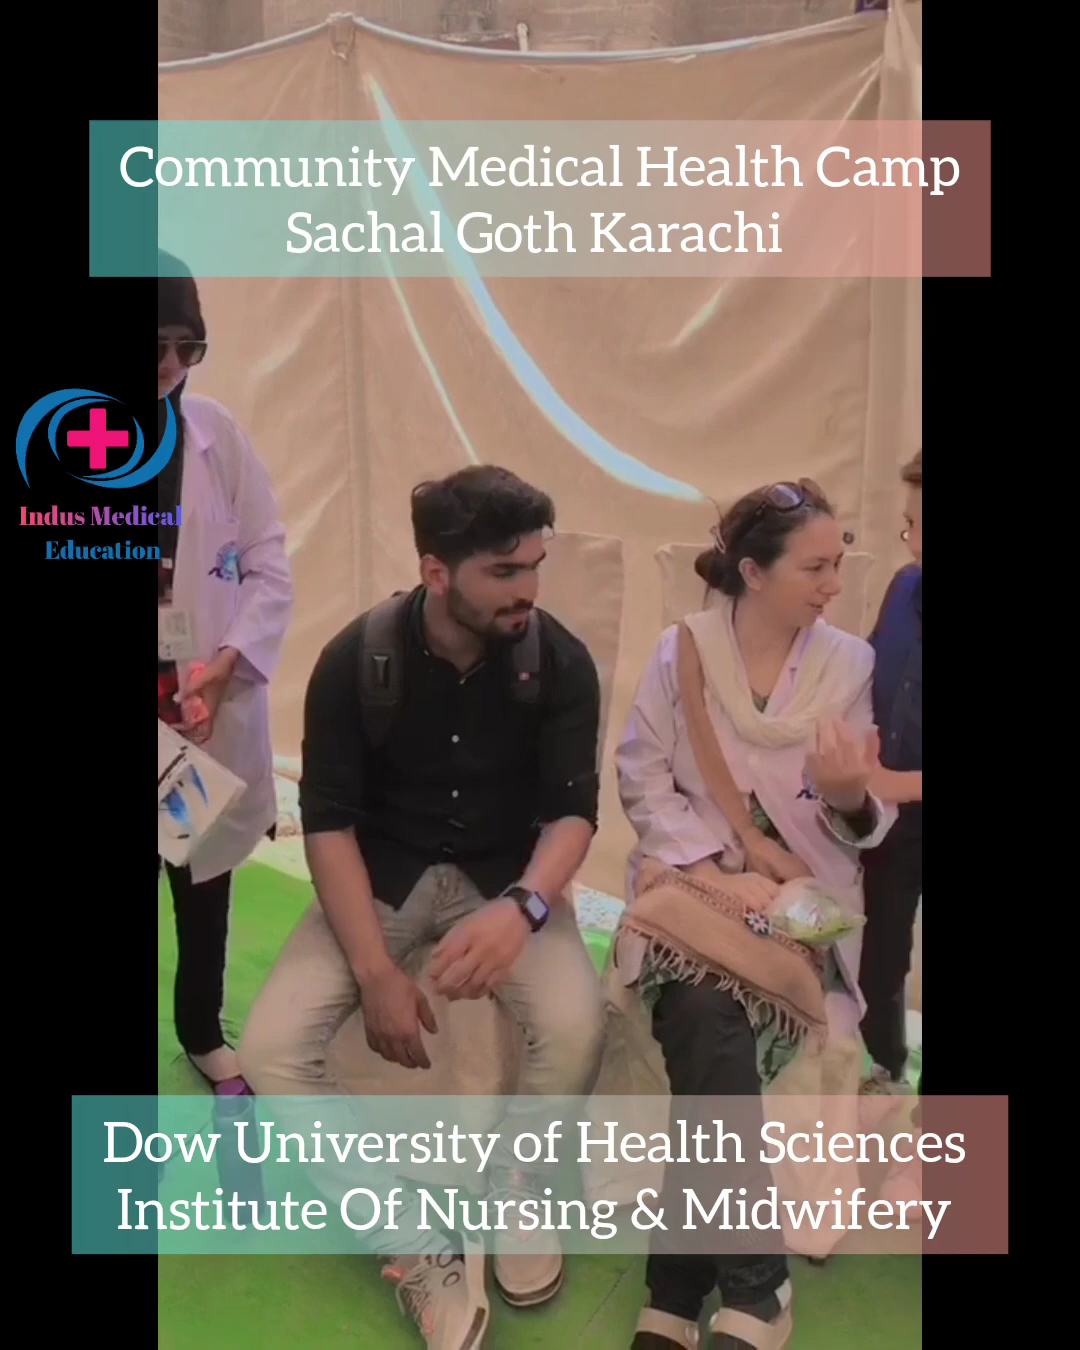 Community Medical Health Camp
Sachal Goth Karachi
Indus Medical
Education
Dow University of Health Sciences
Institute Of Nursing & Midwifery